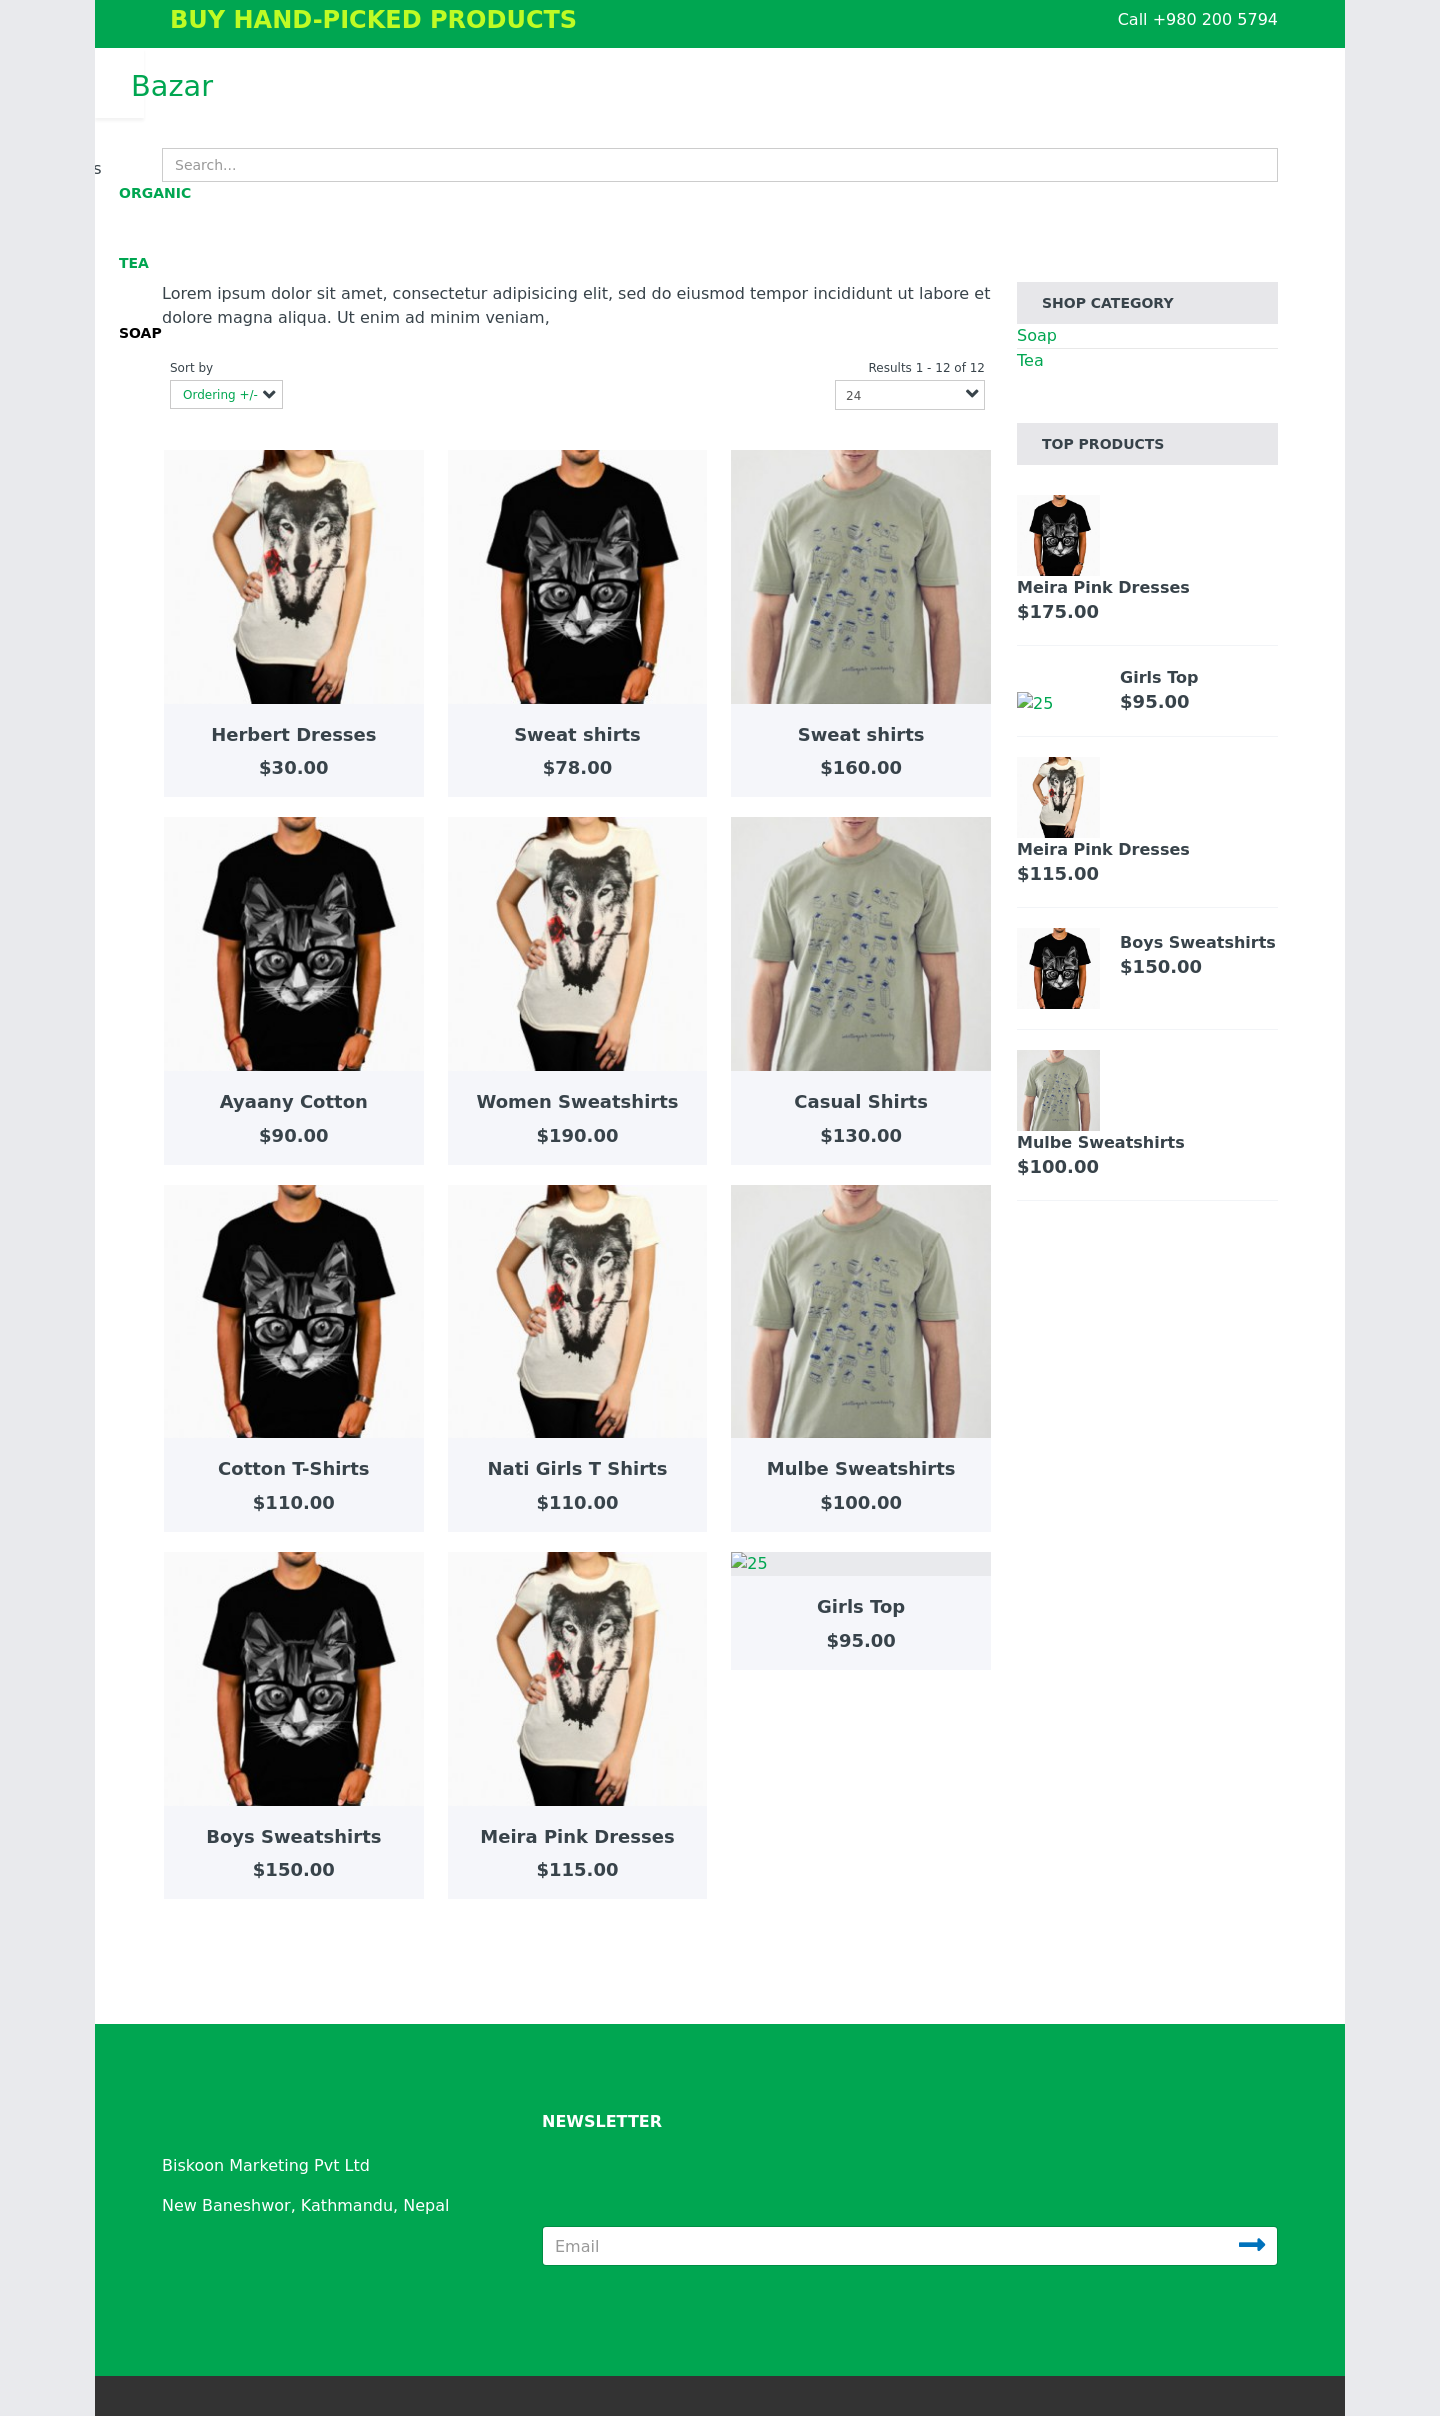 BUY HAND-PICKED PRODUCTS
Call +980 200 5794
Bazar
s
Search...
ORGANIC
TEA
SOAP
Lorem ipsum dolor sit amet, consectetur adipisicing elit, sed do eiusmod tempor incididunt ut labore et
dolore magna aliqua. Ut enim ad minim veniam,
Sort by
Ordering +/-
Results 1 - 12 of 12
24
Herbert Dresses
$30.00
Sweat shirts
$78.00
Sweat shirts
$160.00
Ayaany Cotton
$90.00
Women Sweatshirts
$190.00
Casual Shirts
$130.00
Cotton T-Shirts
$110.00
Nati Girls T Shirts
$110.00
Mulbe Sweatshirts
$100.00
Boys Sweatshirts
$150.00
Meira Pink Dresses
$115.00
25
Girls Top
$95.00
SHOP CATEGORY
Soap
Tea
TOP PRODUCTS
Meira Pink Dresses
$175.00
25
Girls Top
$95.00
Meira Pink Dresses
$115.00
Boys Sweatshirts
$150.00
Mulbe Sweatshirts
$100.00
Biskoon Marketing Pvt Ltd
New Baneshwor, Kathmandu, Nepal
NEWSLETTER
Email